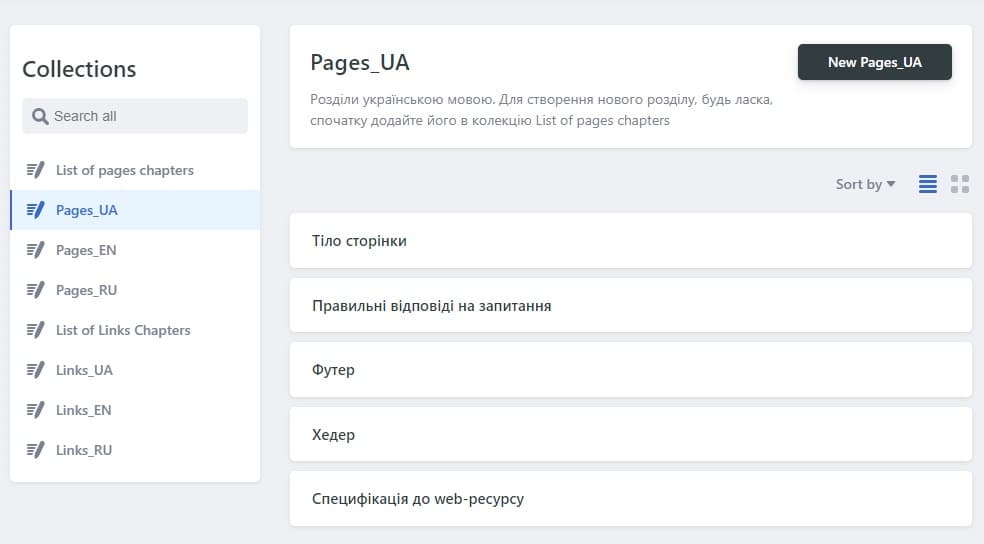 Collections
Search all
List of pages chapters
Pages_UA
Pages_EN
Pages_RU
List of Links Chapters
Links_UA
Links_EN
Links_RU
Pages_UA
New Pages_UA
Розділи українською мовою. Для створення нового розділу, будь ласка,
спочатку додайте його в колекцію List of pages chapters
Sort by
Тіло сторінки
Правильні відповіді на запитання
Футер
Хедер
Специфікація до web-ресурсу